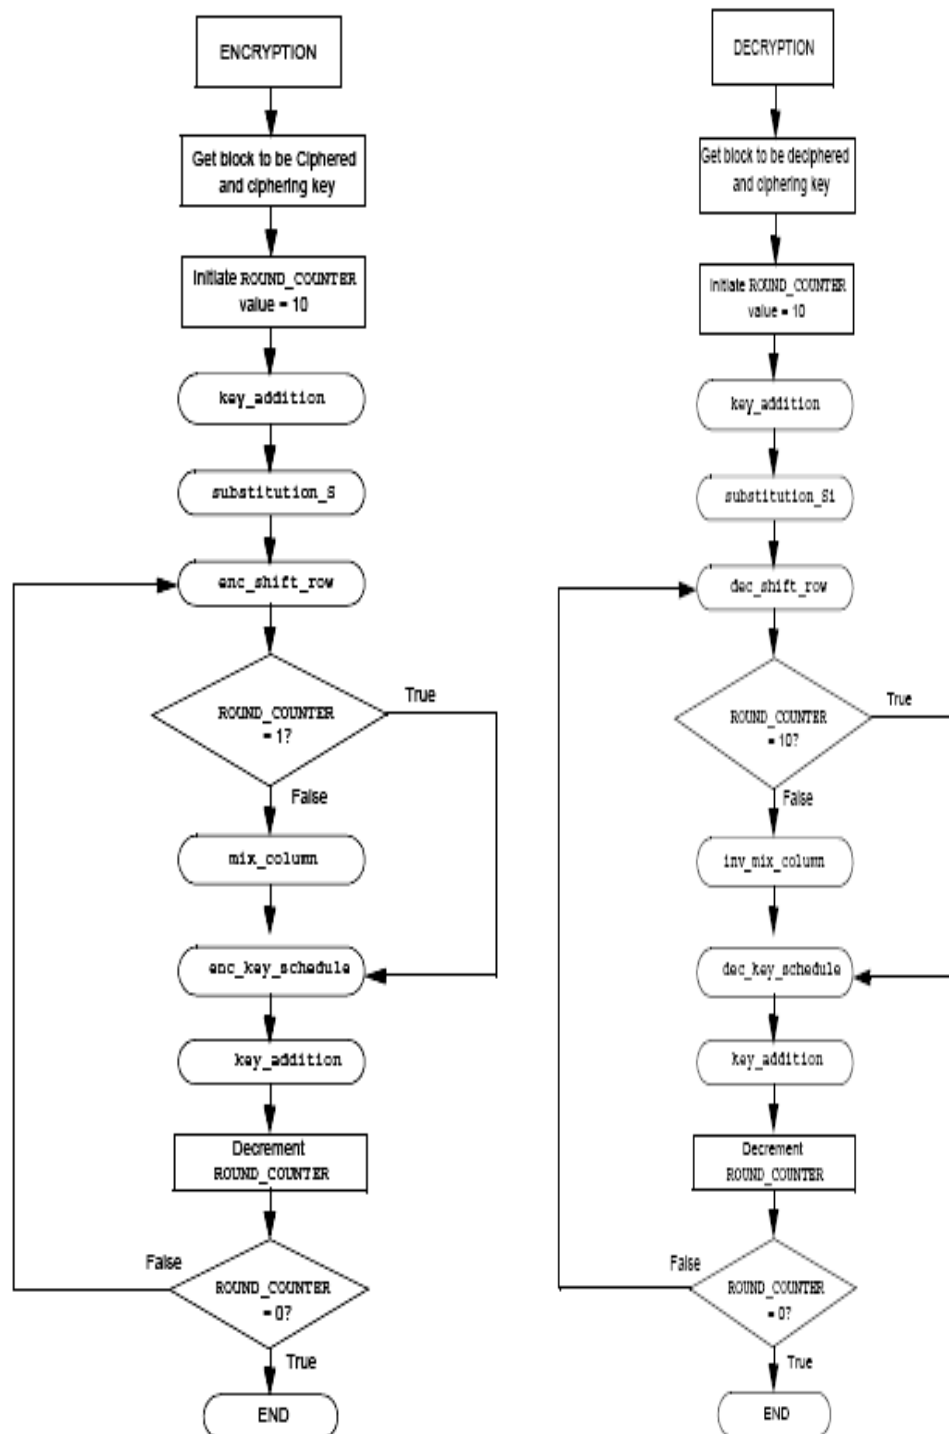 ENCRYPTION
Get block to be Ciphered
and ciphering key
Initiate ROUND_COUNTER
value = 10
key_addition
substitution_S
enc_shift_row
ROUND_COUNTER
= 1?
True
False
mix_column
enc_key_schedule
key_addition
Decrement
ROUND_COUNTER
False
ROUND_COUNTER
= 0?
True
END
DECRYPTION
Get block to be deciphered
and ciphering key
Initiate ROUND_COUNTER
value = 10
key_addition
substitution_Si
dec_shift_row
ROUND_COUNTER
= 10?
True
False
inv_mix_column
dec_key_schedule
key_addition
Decrement
ROUND_COUNTER
False
ROUND_COUNTER
= 0?
True
END